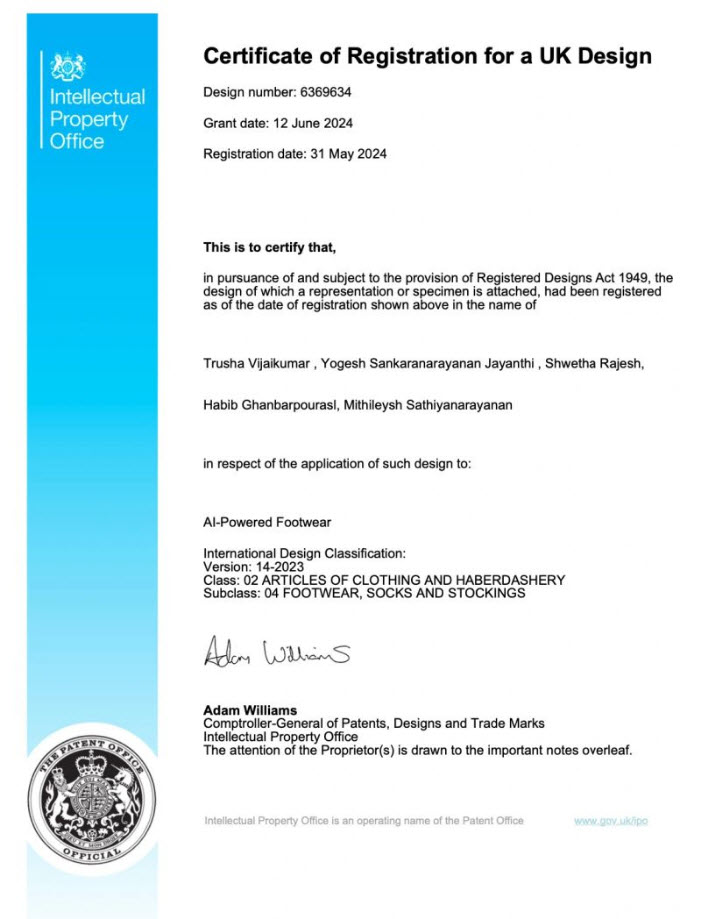 Intellectual
Property
Office
Certificate of Registration for a UK Design
Design number: 6369634
Grant date: 12 June 2024
Registration date: 31 May 2024
This is to certify that,
in pursuance of and subject to the provision of Registered Designs Act 1949, the
design of which a representation or specimen is attached, had been registered
as of the date of registration shown above in the name of
Trusha Vijaikumar , Yogesh Sankaranarayanan Jayanthi , Shwetha Rajesh,
Habib Ghanbarpourasl, Mithileysh Sathiyanarayanan
in respect of the application of such design to:
AI-Powered Footwear
International Design Classification:
Version: 14-2023
Class: 02 ARTICLES OF CLOTHING AND HABERDASHERY
Subclass: 04 FOOTWEAR, SOCKS AND STOCKINGS
Adam Williams
Adam Williams
Comptroller-General of Patents, Designs and Trade Marks
Intellectual Property Office
The attention of the Proprietor(s) is drawn to the important notes overleaf.
THE PATENT OFFICE
OFFICIAL
Intellectual Property Office is an operating name of the Patent Office
www.gov.uk/ipo